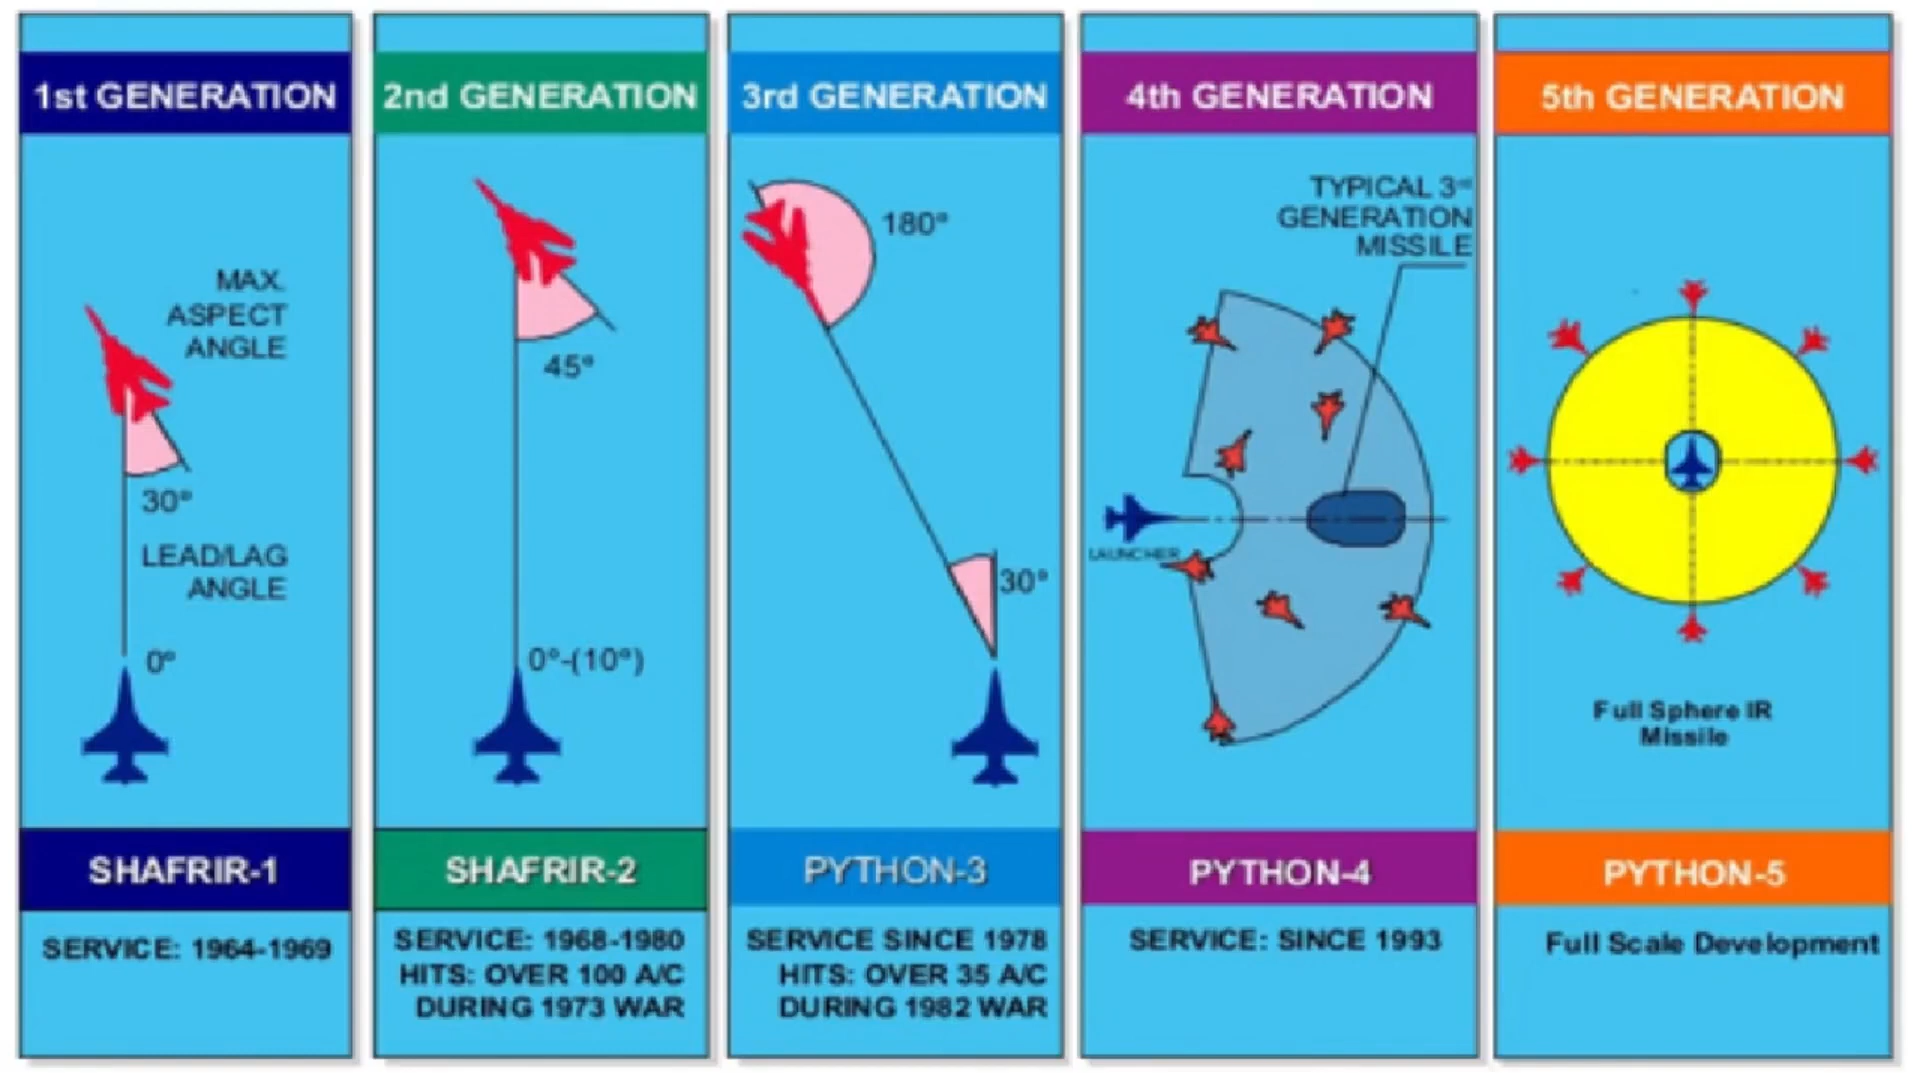 1st GENERATION
MAX.
ASPECT
ANGLE
30°
LEAD/LAG
ANGLE
0°
SHAFRIR-1
SERVICE: 1964-1969
2nd GENERATION
45°
0°-(10°)
SHAFRIR-2
SERVICE: 1968-1980
HITS: OVER 100 A/C
DURING 1973 WAR
3rd GENERATION
180°
30°
PYTHON-3
SERVICE SINCE 1978
HITS: OVER 35 A/C
DURING 1982 WAR
4th GENERATION
TYPICAL 3rd
GENERATION
MISSILE
LAUNCHER
PYTHON-4
SERVICE: SINCE 1993
5th GENERATION
Full Sphere IR
Missile
PYTHON-5
Full Scale Development